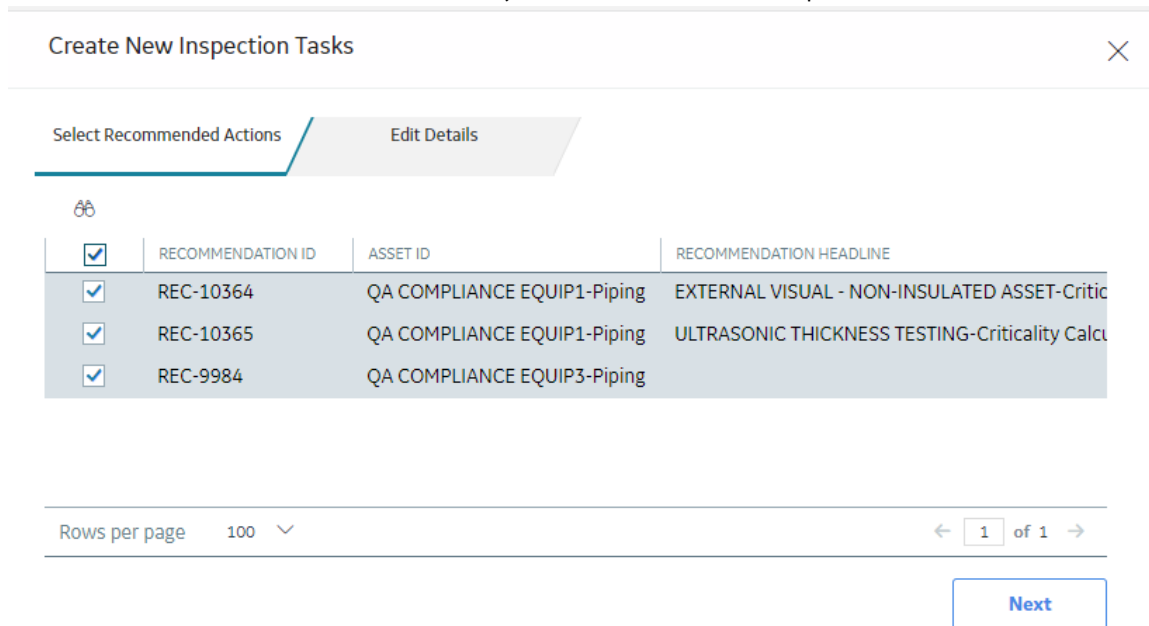 Create New Inspection Tasks
Select Recommended Actions Edit Details
RECOMMENDATION ID ASSET ID RECOMMENDATION HEADLINE
REC-10364 QA COMPLIANCE EQUIP1-Piping EXTERNAL VISUAL - NON-INSULATED ASSET-Critic
REC-10365 QA COMPLIANCE EQUIP1-Piping ULTRASONIC THICKNESS TESTING-Criticality Calcu
REC-9984 QA COMPLIANCE EQUIP3-Piping
Rows per page 100 1 of 1
Next